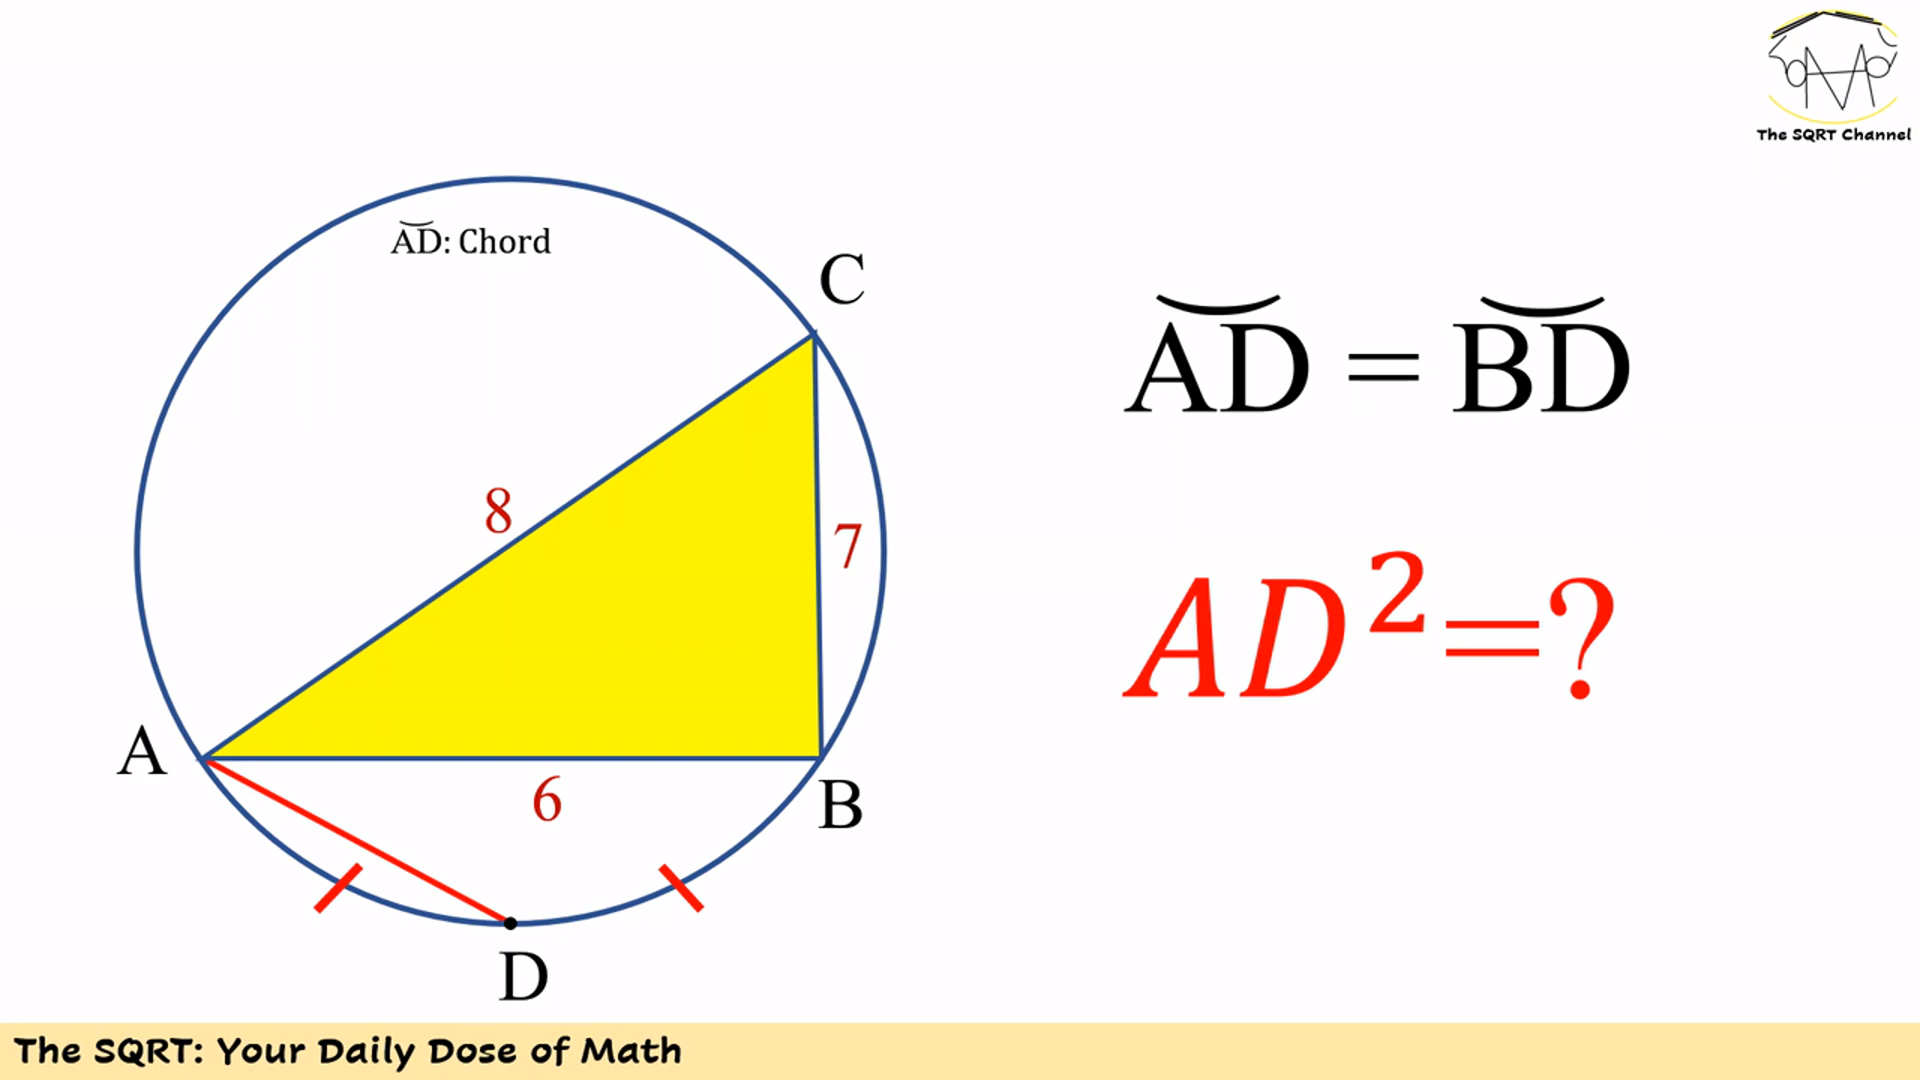 The SQRT Channel
AD: Chord
C
AD = BD
8
7
AD²=?
A
6
B
D
The SQRT: Your Daily Dose of Math